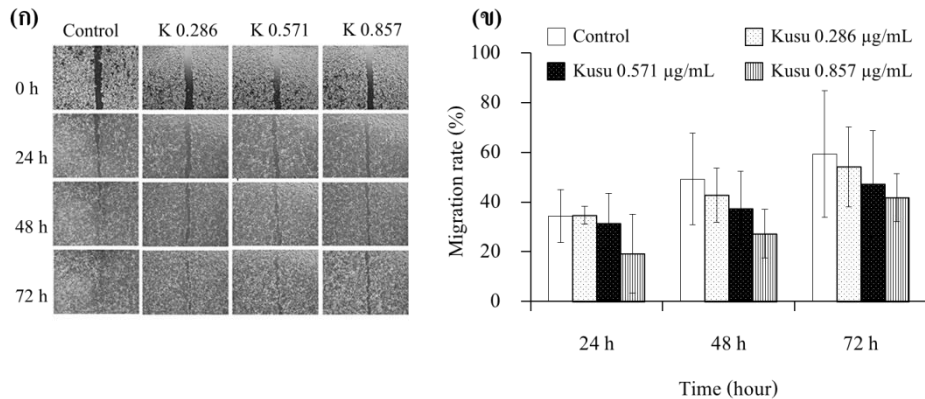 (ก)
Control K 0.286 K 0.571 K 0.857
0 h
24 h
48 h
72 h
(ข)
Control
Kusu 0.286 µg/mL
Kusu 0.571 µg/mL
Kusu 0.857 µg/mL
Migration rate (%)
100
80
60
40
20
0
24 h 48 h 72 h
Time (hour)